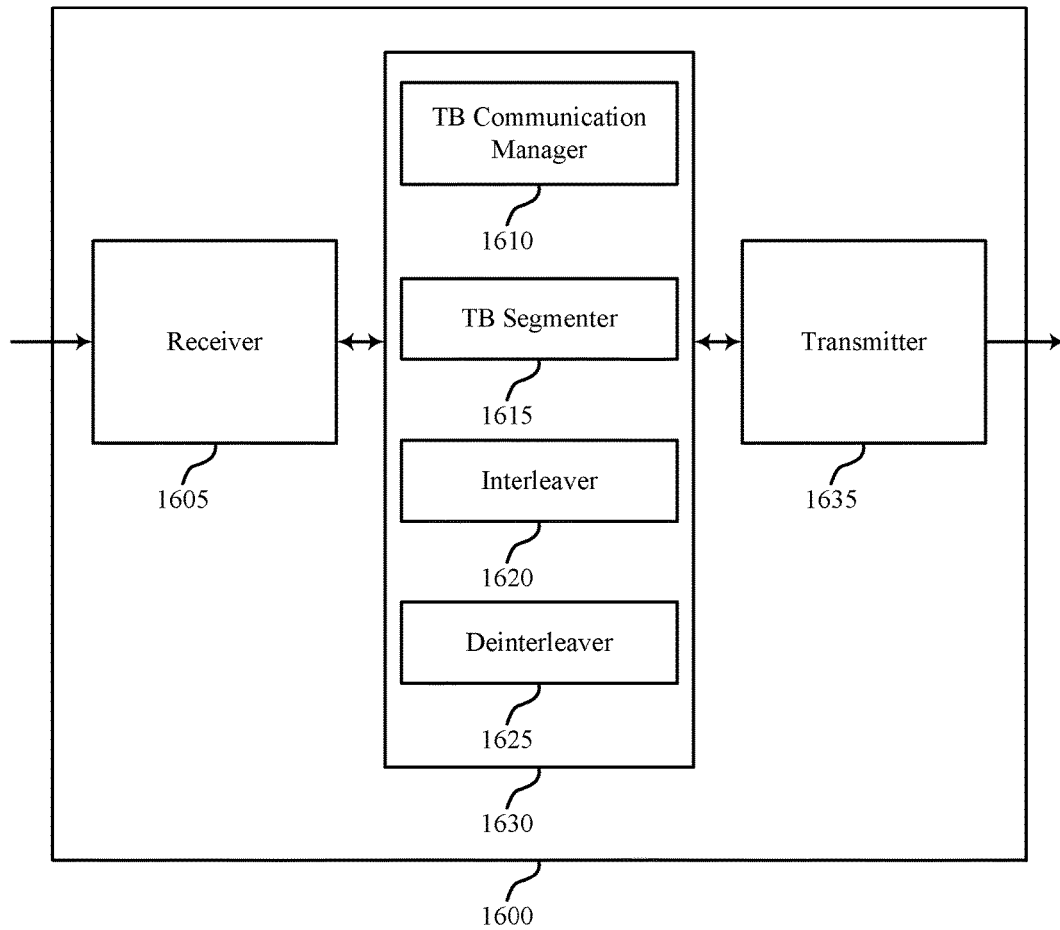 TB Communication
Manager
1610
Receiver
1605
TB Segmenter
1615
Transmitter
1635
Interleaver
1620
Deinterleaver
1625
1630
1600